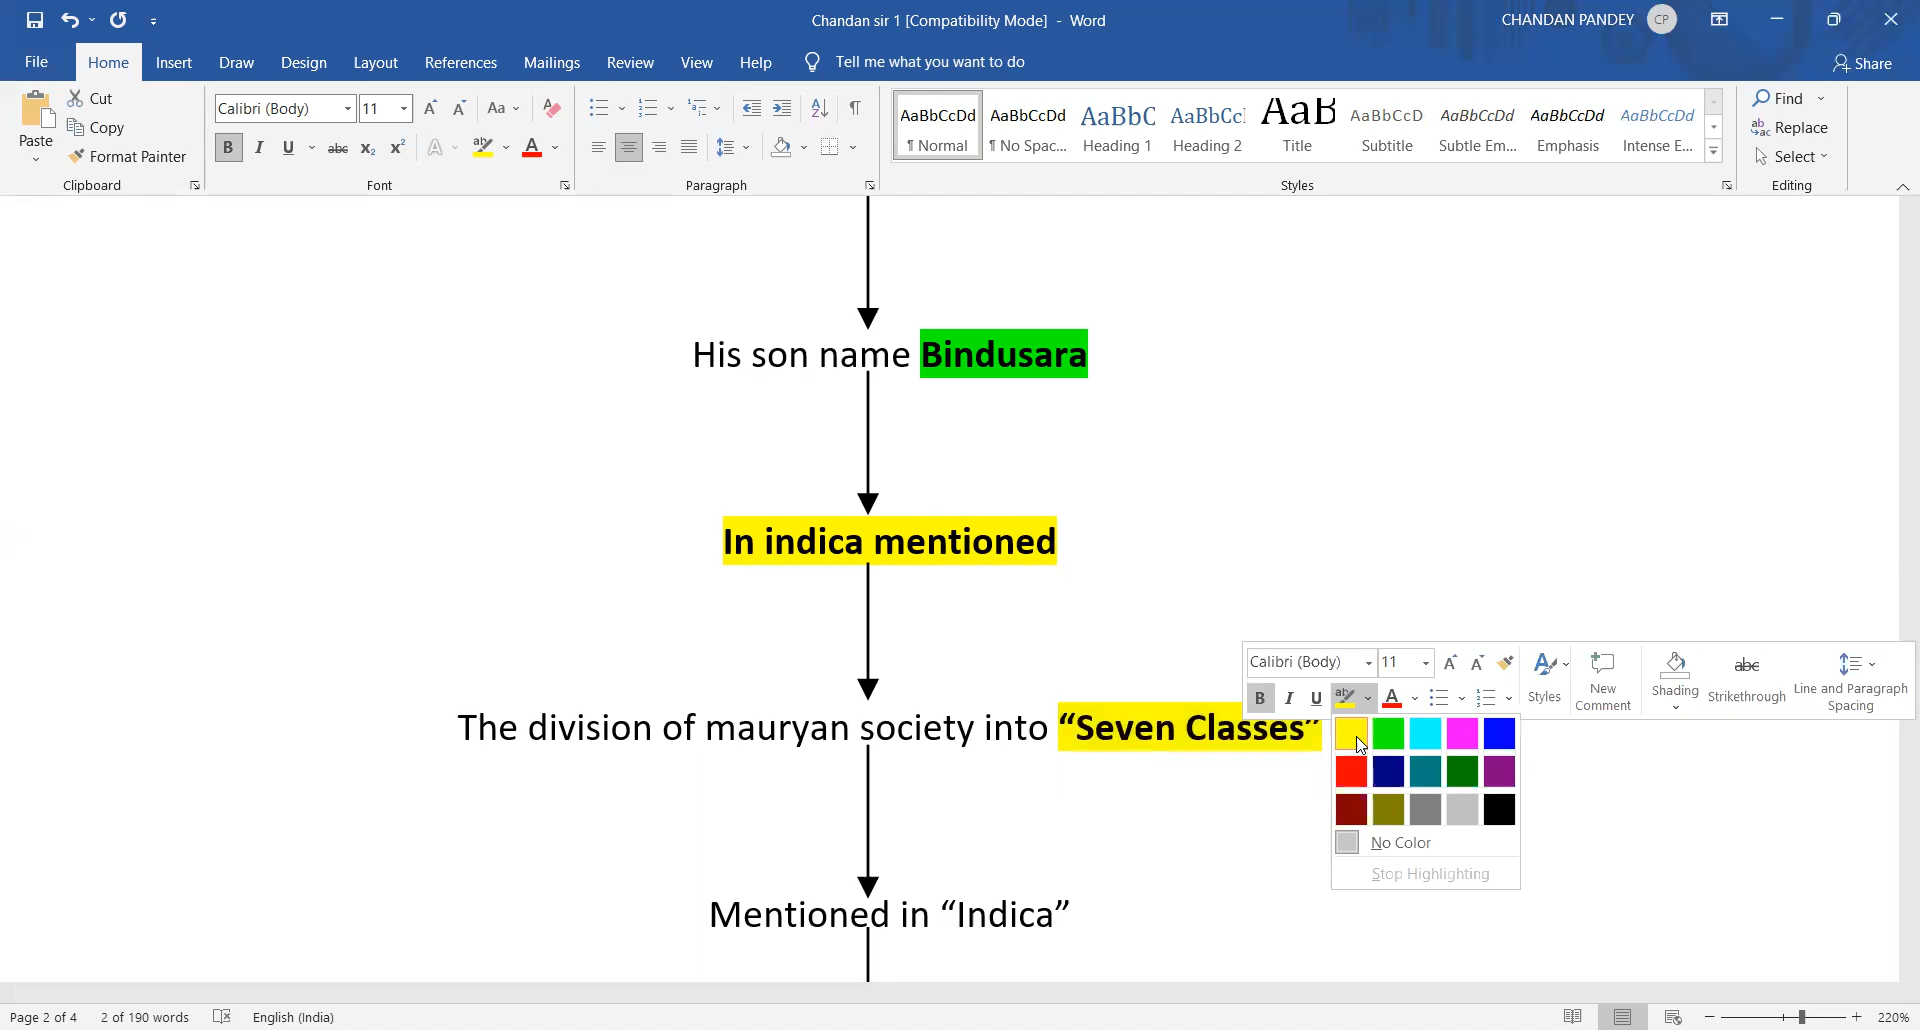 Chandan sir 1 [Compatibility Mode] - Word
CHANDAN PANDEY CP
File Home Insert Draw Design Layout References Mailings Review View Help Tell me what you want to do Share
Paste
Cut
Copy
Format Painter
Clipboard
Calibri (Body) 11
Font
Paragraph
AaBbCcDd AaBbCcDd AaBbC AaBbCc AaB AaBbCcD AaBbCcDd AaBbCcDd AaBbCcDd
¶ Normal ¶ No Spac... Heading 1 Heading 2 Title Subtitle Subtle Em... Emphasis Intense E...
Styles
Find
Replace
Select
Editing
His son name Bindusara
In indica mentioned
The division of mauryan society into “Seven Classes”
Mentioned in “Indica”
Calibri (Body) 11
Styles
New Comment
Shading
Strikethrough
Line and Paragraph Spacing
No Color
Stop Highlighting
Page 2 of 4 2 of 190 words English (India) 220%